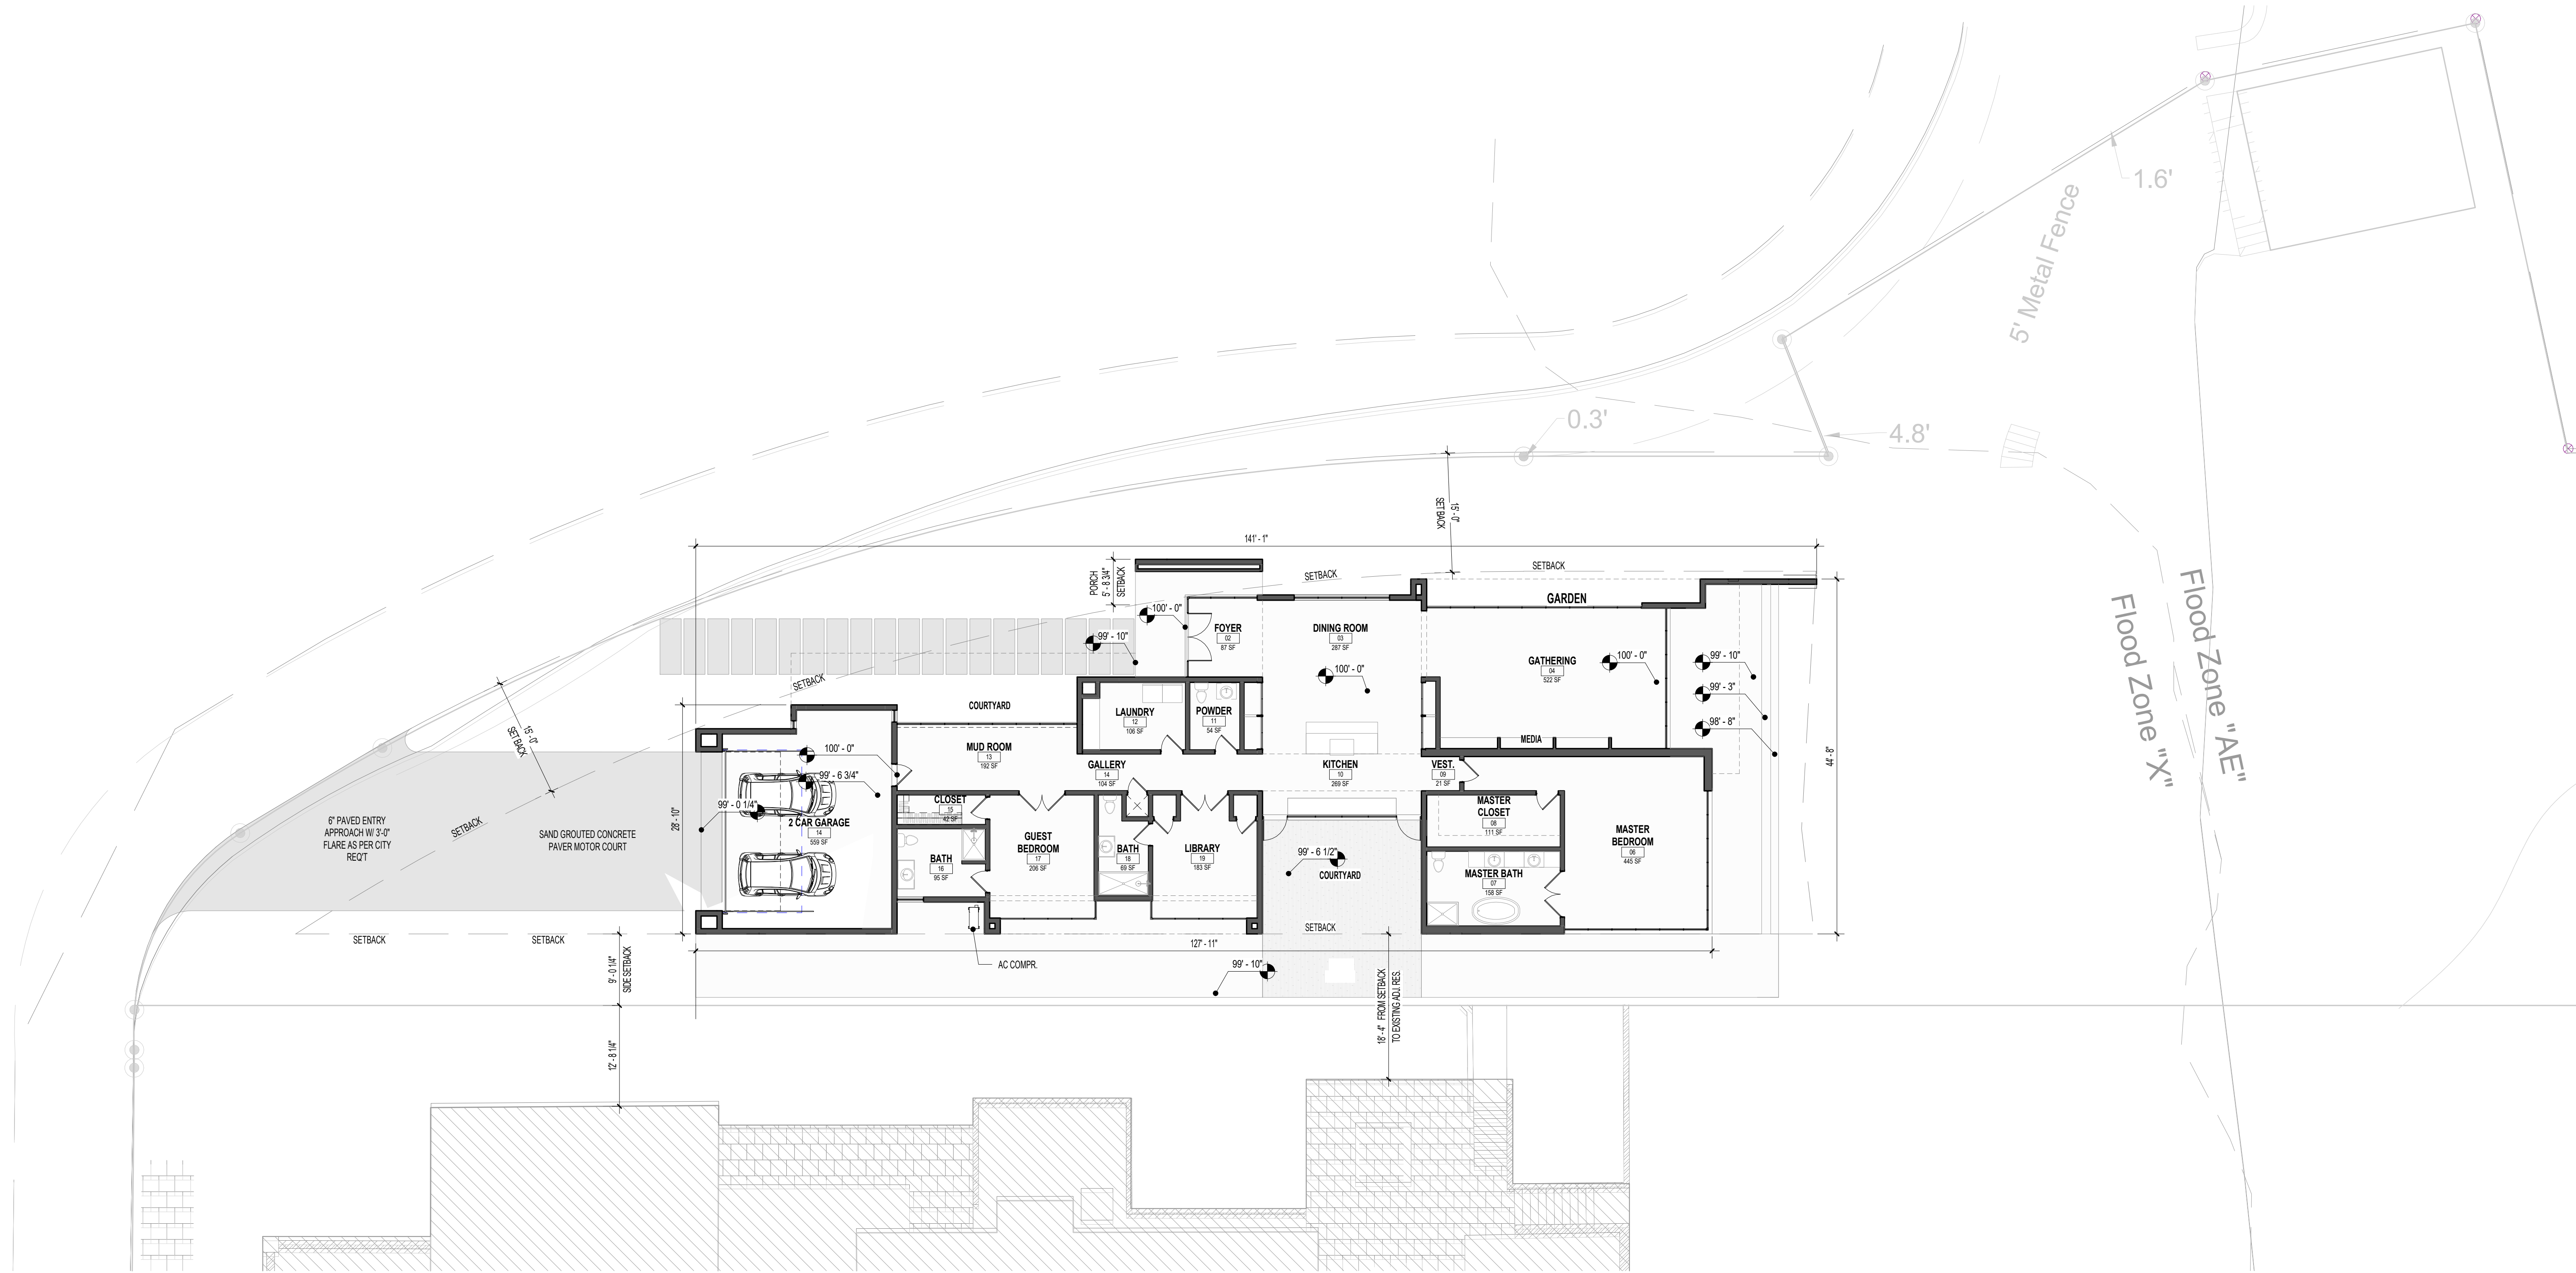 1.6'
5' Metal Fence
0.3'
4.8'
Flood Zone "X"
Flood Zone "AE"
15' - 0"
SETBACK
141' - 1"
PORCH
5' - 8 3/4"
SETBACK
SETBACK
SETBACK
GARDEN
100' - 0"
99' - 10"
FOYER
02
87 SF
DINING ROOM
03
287 SF
100' - 0"
GATHERING
04
522 SF
100' - 0"
99' - 10"
99' - 3"
98' - 8"
44' - 8"
SETBACK
15' - 0"
SETBACK
COURTYARD
LAUNDRY
12
106 SF
POWDER
11
54 SF
MEDIA
MUD ROOM
13
192 SF
GALLERY
14
104 SF
KITCHEN
10
269 SF
VEST.
09
21 SF
100' - 0"
99' - 6 3/4"
99' - 0 1/4"
28' - 10"
2 CAR GARAGE
14
559 SF
CLOSET
15
42 SF
MASTER
CLOSET
08
111 SF
MASTER
BEDROOM
06
445 SF
6" PAVED ENTRY
APPROACH W/ 3'-0"
FLARE AS PER CITY
REQ'T
SETBACK
SAND GROUTED CONCRETE
PAVER MOTOR COURT
BATH
16
95 SF
GUEST
BEDROOM
17
206 SF
BATH
18
69 SF
LIBRARY
19
183 SF
99' - 6 1/2"
COURTYARD
MASTER BATH
07
158 SF
SETBACK
SETBACK
SETBACK
127' - 11"
AC COMPR.
99' - 10"
9' - 0 1/4"
SIDE SETBACK
18' - 4" FROM SETBACK
TO EXISTING ADJ. RES.
12' - 8 1/4"